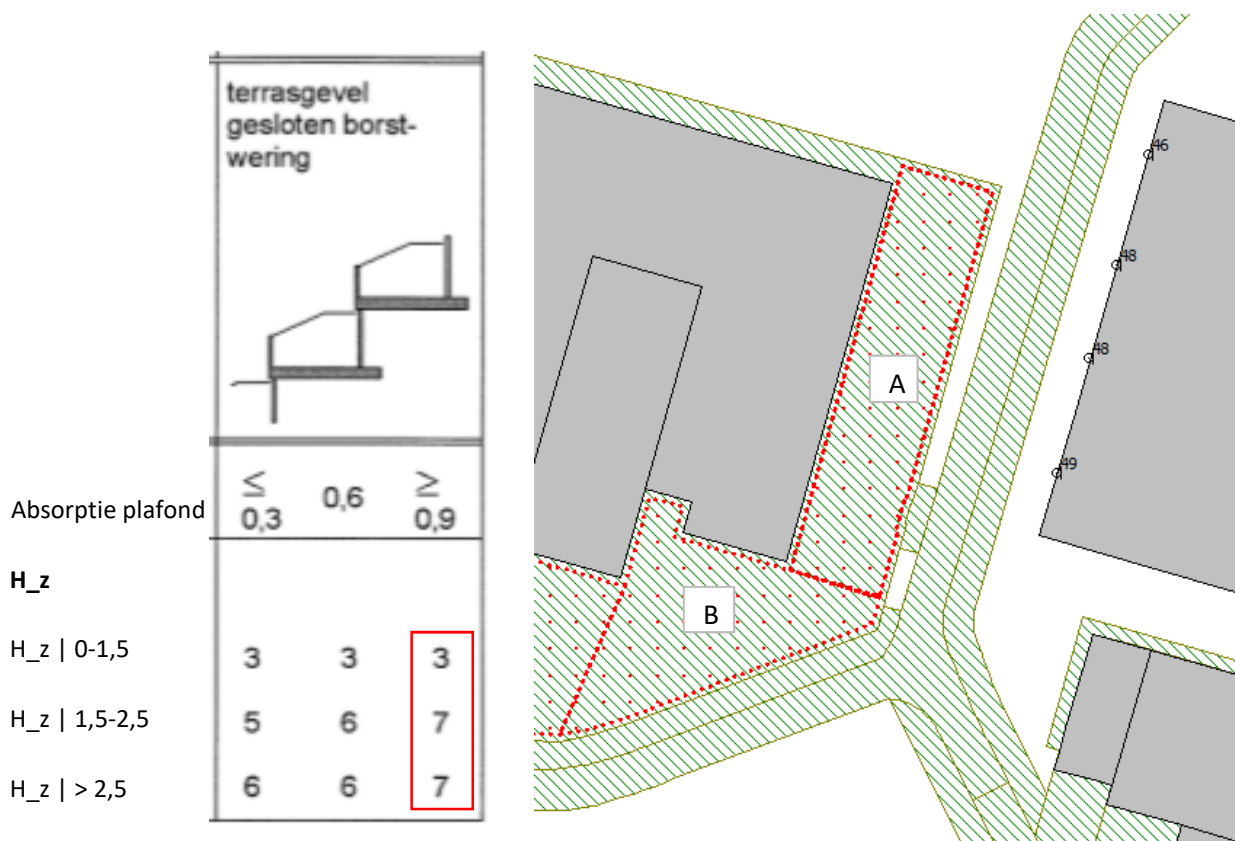 terrasgevel
gesloten borst-
wering
Absorptie plafond ≤ 0,3 0,6 ≥ 0,9
H_z
H_z | 0-1,5 3 3 3
H_z | 1,5-2,5 5 6 7
H_z | > 2,5 6 6 7
46
48
A
48
49
B